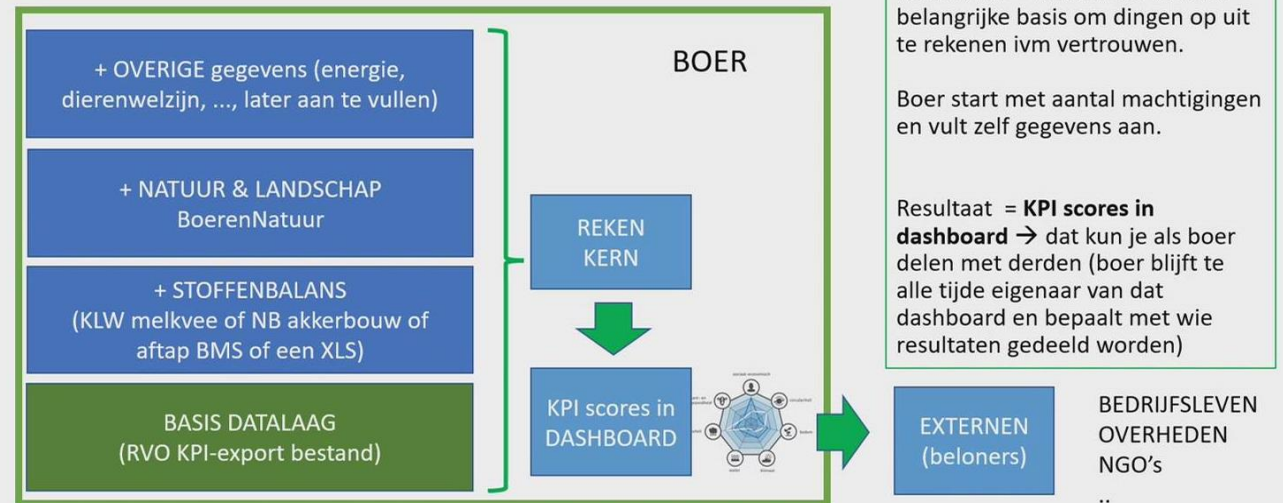 + OVERIGE gegevens (energie,
dierenwelzijn, ..., later aan te vullen)
+ NATUUR & LANDSCHAP
BoerenNatuur
+ STOFFENBALANS
(KLW melkvee of NB akkerbouw of
aftap BMS of een XLS)
BASIS DATALAAG
(RVO KPI-export bestand)
BOER
REKEN
KERN
KPI scores in
DASHBOARD
EXTERNEN
(beloners)
belangrijke basis om dingen op uit
te rekenen ivm vertrouwen.
Boer start met aantal machtigingen
en vult zelf gegevens aan.
Resultaat = KPI scores in
dashboard → dat kun je als boer
delen met derden (boer blijft te
alle tijde eigenaar van dat
dashboard en bepaalt met wie
resultaten gedeeld worden)
BEDRIJFSLEVEN
OVERHEDEN
NGO's
..